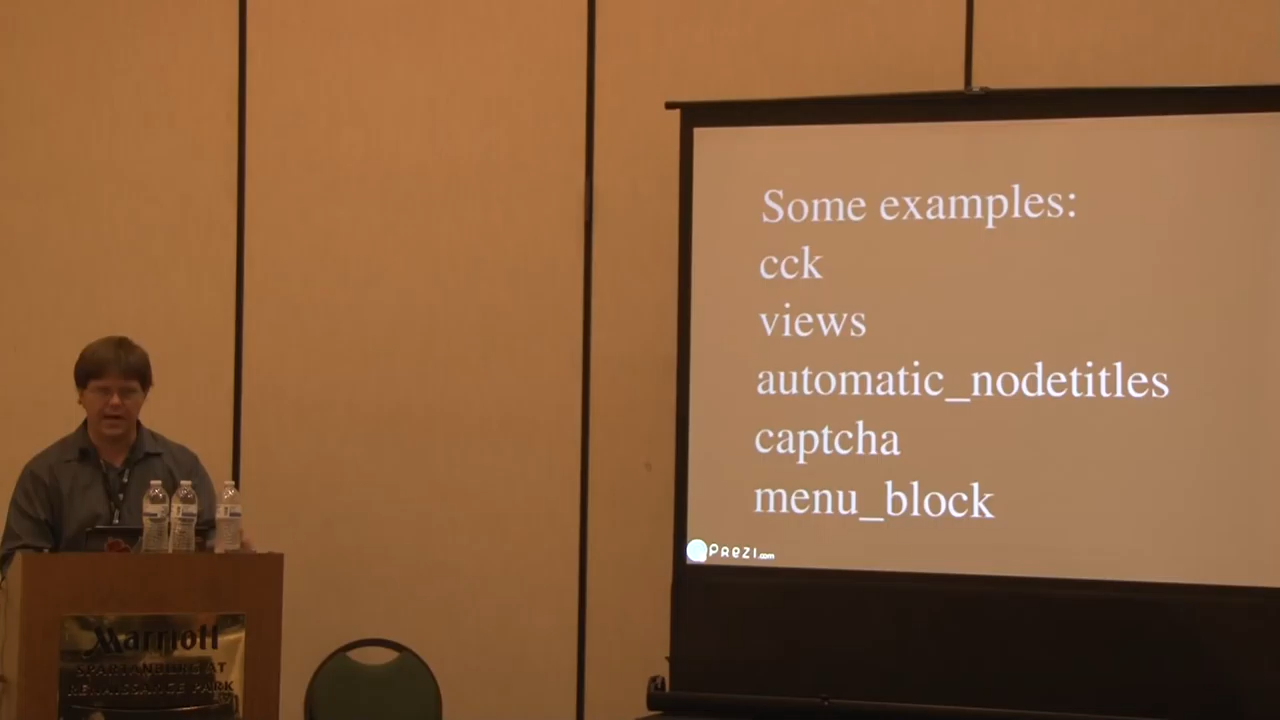 Some examples:
cck
views
automatic_nodetitles
captcha
menu_block
Prezi.com
Marriott
SPARTANBURG AT
RENAISSANCE PARK